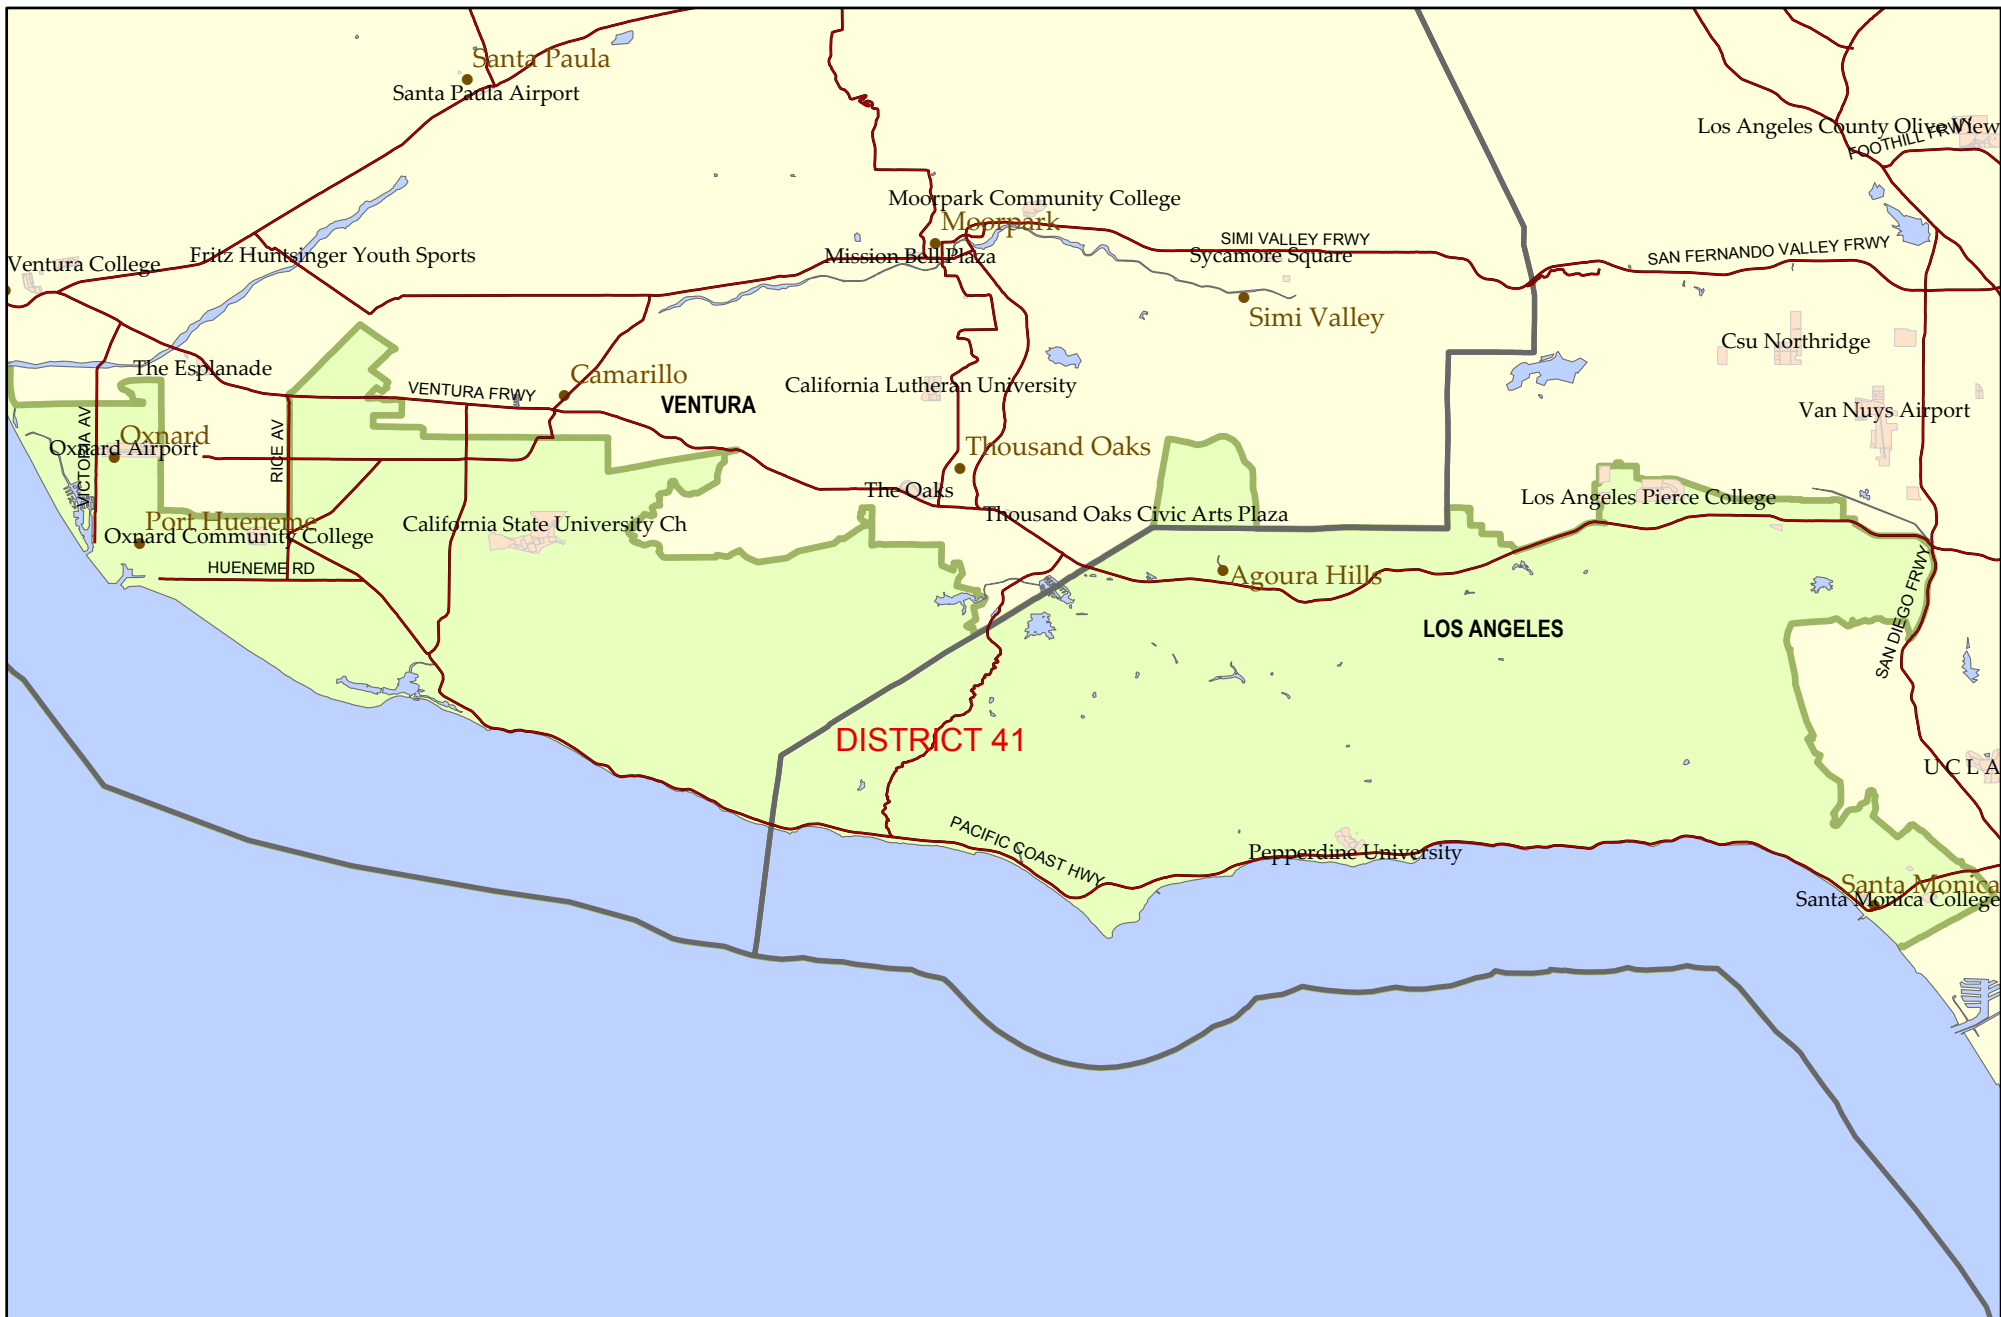 Santa Paula
Santa Paula Airport
Los Angeles County Olive View
FOOTHILL FRWY
Moorpark Community College
Moorpark
SIMI VALLEY FRWY
SAN FERNANDO VALLEY FRWY
Ventura College
Fritz Huntsinger Youth Sports
Mission Bell Plaza
Sycamore Square
Simi Valley
Csu Northridge
The Esplanade
Camarillo
VENTURA FRWY
California Lutheran University
VENTURA
Van Nuys Airport
Oxnard
Oxnard Airport
VICTORIA AV
RICE AV
Thousand Oaks
The Oaks
Los Angeles Pierce College
Thousand Oaks Civic Arts Plaza
Port Hueneme
Oxnard Community College
California State University Ch
HUENEME RD
Agoura Hills
LOS ANGELES
SAN DIEGO FRWY
DISTRICT 41
U C L A
PACIFIC COAST HWY
Pepperdine University
Santa Monica
Santa Monica College